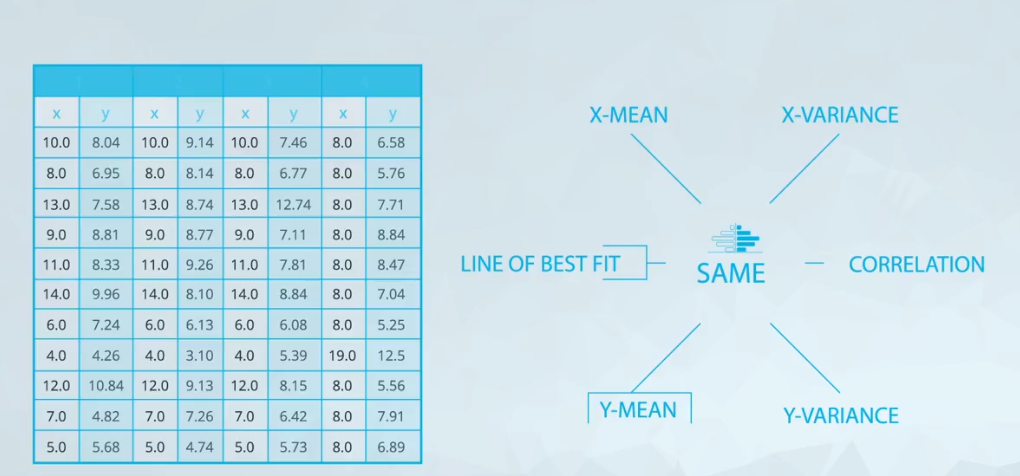 x y x y x y x y
10.0 8.04 10.0 9.14 10.0 7.46 8.0 6.58
8.0 6.95 8.0 8.14 8.0 6.77 8.0 5.76
13.0 7.58 13.0 8.74 13.0 12.74 8.0 7.71
9.0 8.81 9.0 8.77 9.0 7.11 8.0 8.84
11.0 8.33 11.0 9.26 11.0 7.81 8.0 8.47
14.0 9.96 14.0 8.10 14.0 8.84 8.0 7.04
6.0 7.24 6.0 6.13 6.0 6.08 8.0 5.25
4.0 4.26 4.0 3.10 4.0 5.39 19.0 12.5
12.0 10.84 12.0 9.13 12.0 8.15 8.0 5.56
7.0 4.82 7.0 7.26 7.0 6.42 8.0 7.91
5.0 5.68 5.0 4.74 5.0 5.73 8.0 6.89
X-MEAN
X-VARIANCE
LINE OF BEST FIT
SAME
CORRELATION
Y-MEAN
Y-VARIANCE